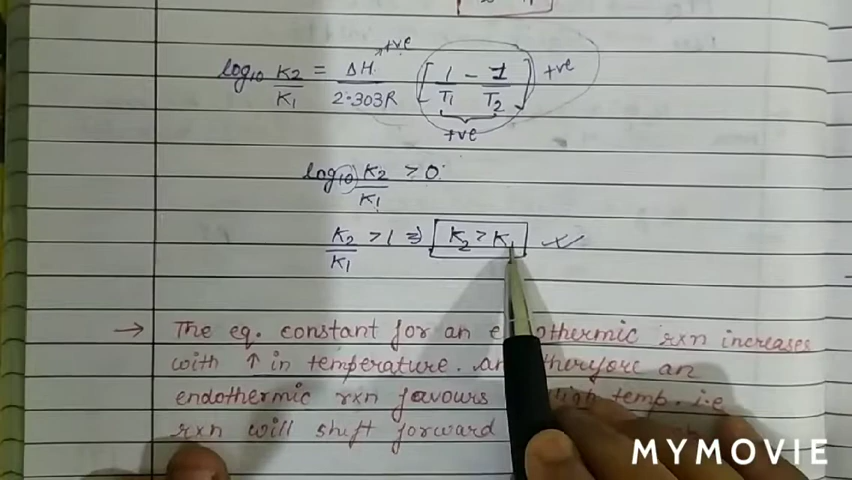 log10 K2/K1 = ΔH/2.303R [1/T1 - 1/T2] +ve
+ve
+ve
log10 K2/K1 > 0
K2/K1 > 1 ⇒ K2 > K1
→ The eq. constant for an endothermic rxn increases
with ↑ in temperature. an therefore an
endothermic rxn favours high temp. i.e
rxn will shift forward
MYMOVIE